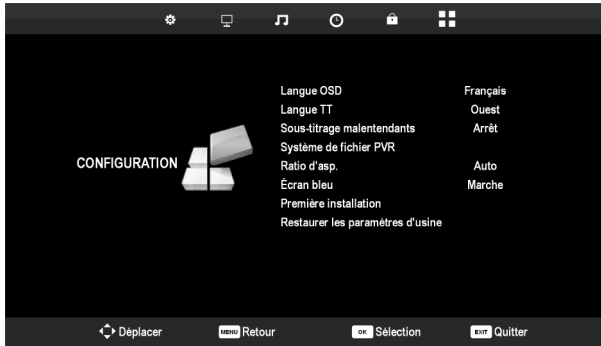 Langue OSD Français
Langue TT Ouest
Sous-titrage malentendants Arrêt
Système de fichier PVR
CONFIGURATION
Ratio d'asp. Auto
Écran bleu Marche
Première installation
Restaurer les paramètres d'usine
Déplacer MENU Retour OK Sélection EXIT Quitter